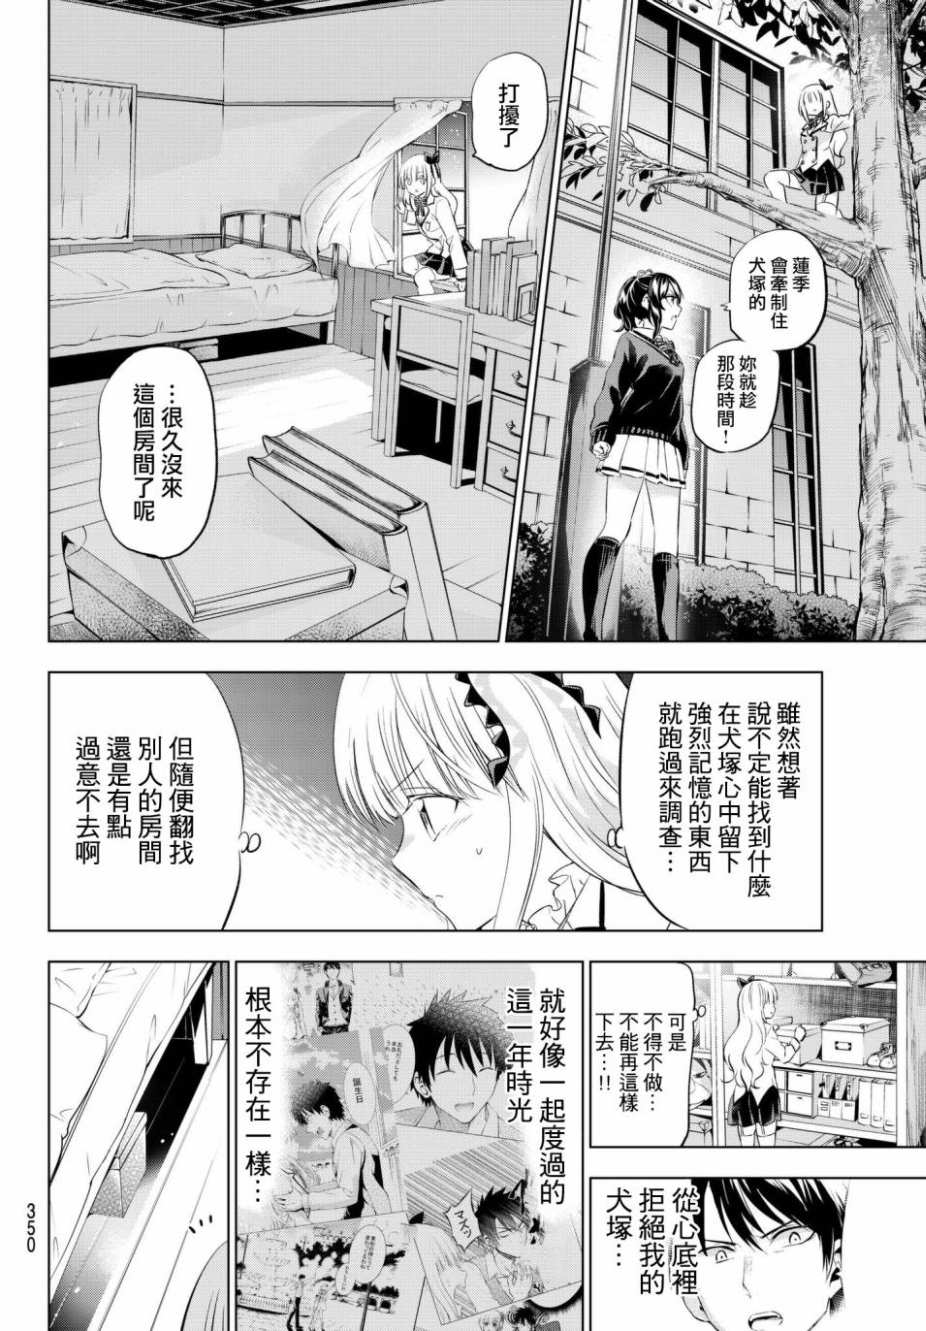 蓮季
會牽制住
犬塚的
妳就趁
那段時間！
打擾了
…很久沒來
這個房間了呢
雖然想著
說不定能找到什麼
在犬塚心中留下
強烈記憶的東西
就跑過來調查…
但隨便翻找
別人的房間
還是有點
過意不去啊
可是
不得不做…
不能再這樣
下去…!!
從心底裡
拒絕我的
犬塚…
就好像一起度過的
這一年時光
根本不存在一樣…
誕生日
マズッ
350